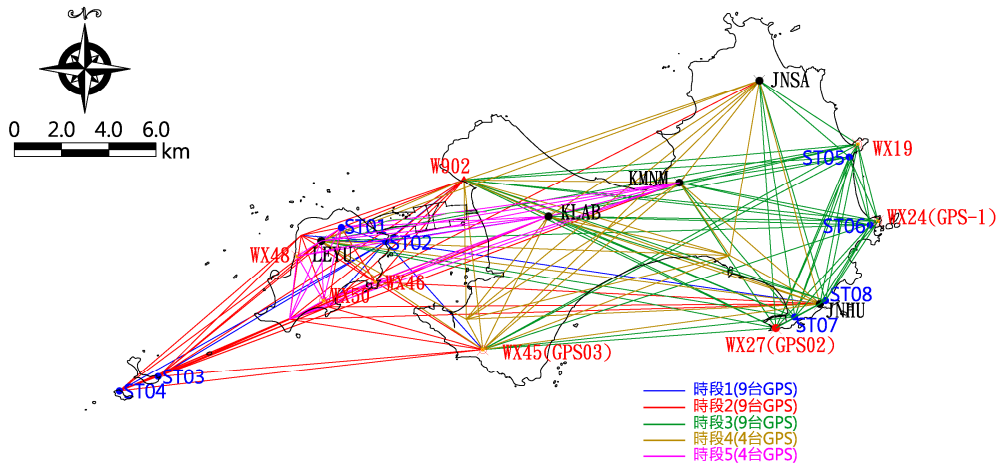 N
JNSA
0 2.0 4.0 6.0
km
ST05
WX19
W002
KMNM
KLAB
WX24(GPS-1)
ST06
ST01
ST02
WX48
LEYU
WX46
WX50
ST08
JNHU
ST07
WX27(GPS02)
WX45(GPS03)
ST03
ST04
時段1(9台GPS)
時段2(9台GPS)
時段3(9台GPS)
時段4(4台GPS)
時段5(4台GPS)